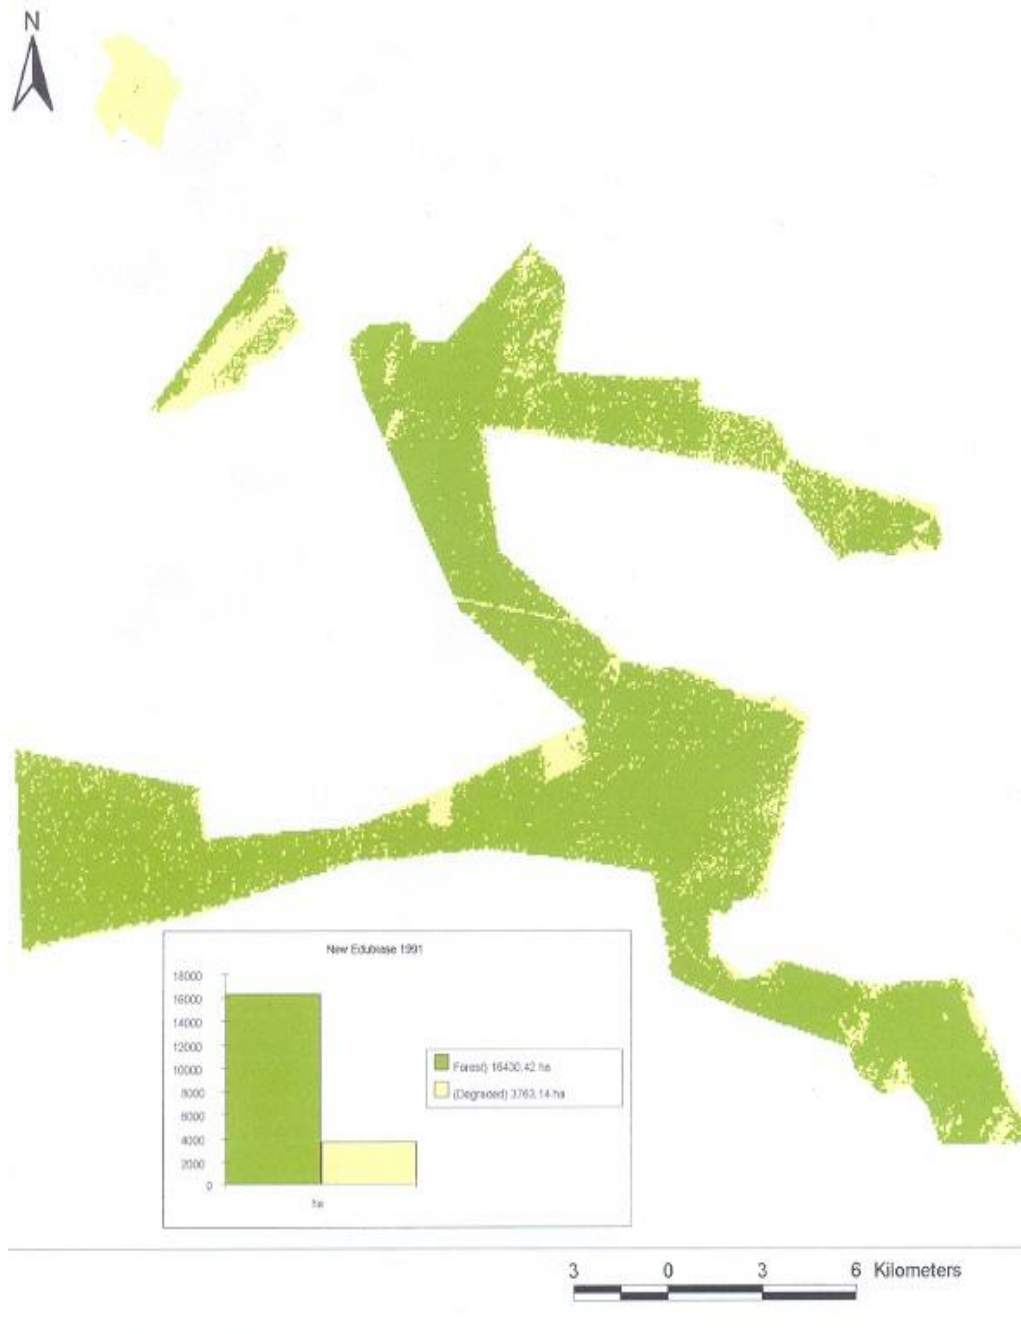 N
New Edubiase 1991
18000
16000
14000
12000
10000
8000
6000
4000
2000
0
ha
Forest) 16430.42 ha
(Degraded) 3763.14 ha
3 0 3 6 Kilometers